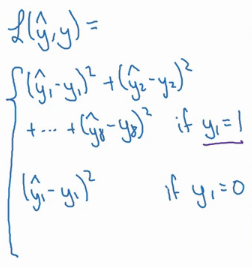 ℒ(ŷ,y) =
(ŷ₁-y₁)² + (ŷ₂-y₂)²
+ ... + (ŷ₈-y₈)² if y₁=1
(ŷ₁-y₁)² if y₁=0